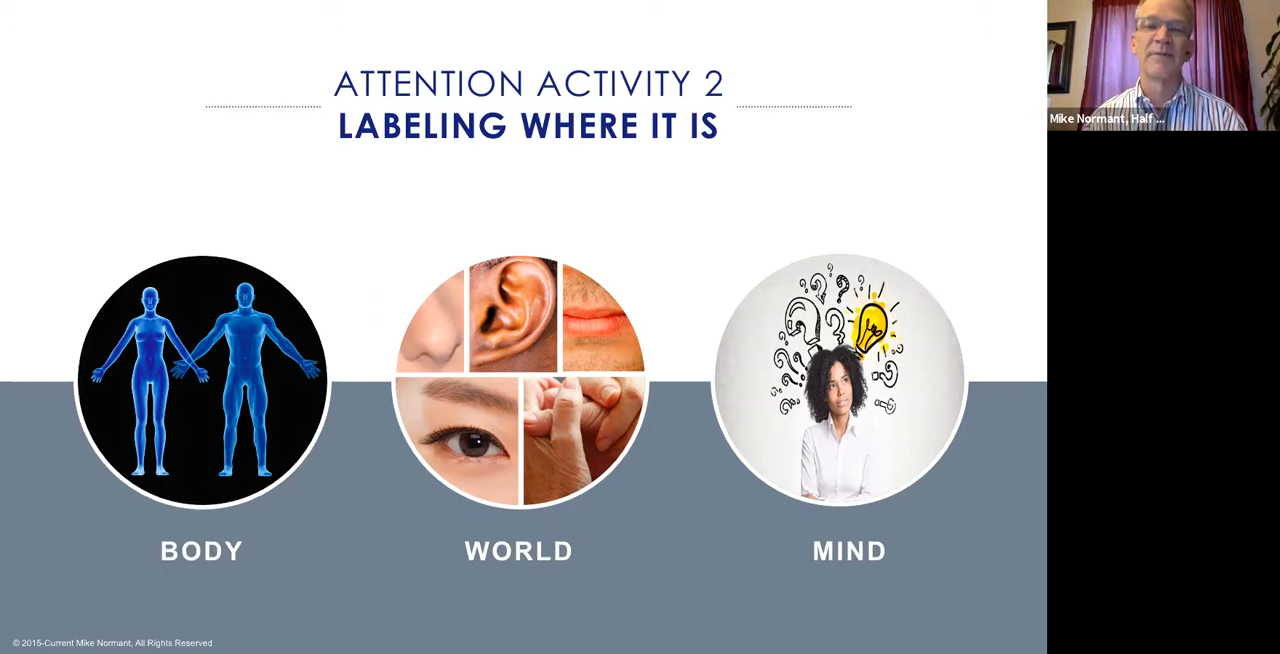 ATTENTION ACTIVITY 2
LABELING WHERE IT IS
Mike Normant, Half ...
BODY
WORLD
MIND
© 2015-Current Mike Normant, All Rights Reserved